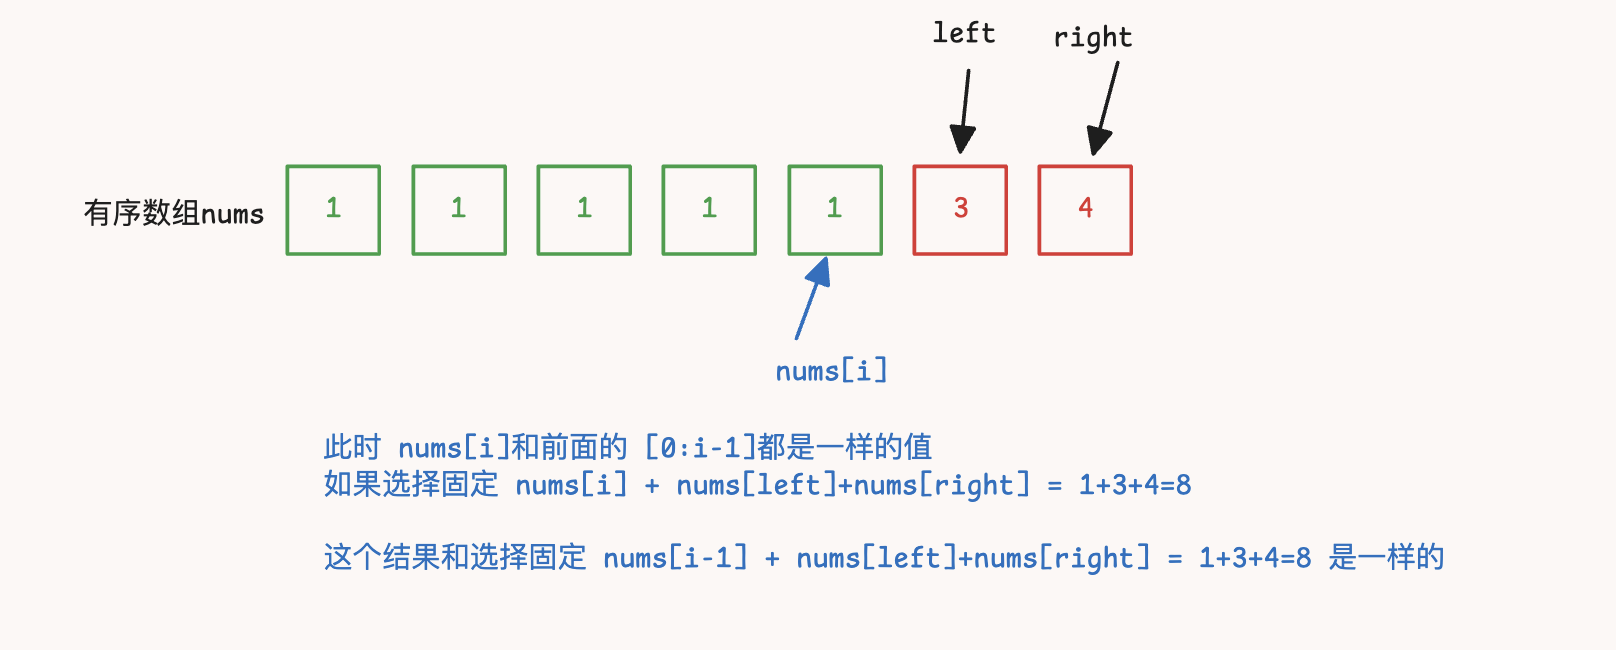 left
right
有序数组nums
1
1
1
1
1
3
4
nums[i]
此时 nums[i]和前面的 [0:i-1]都是一样的值
如果选择固定 nums[i] + nums[left]+nums[right] = 1+3+4=8
这个结果和选择固定 nums[i-1] + nums[left]+nums[right] = 1+3+4=8 是一样的